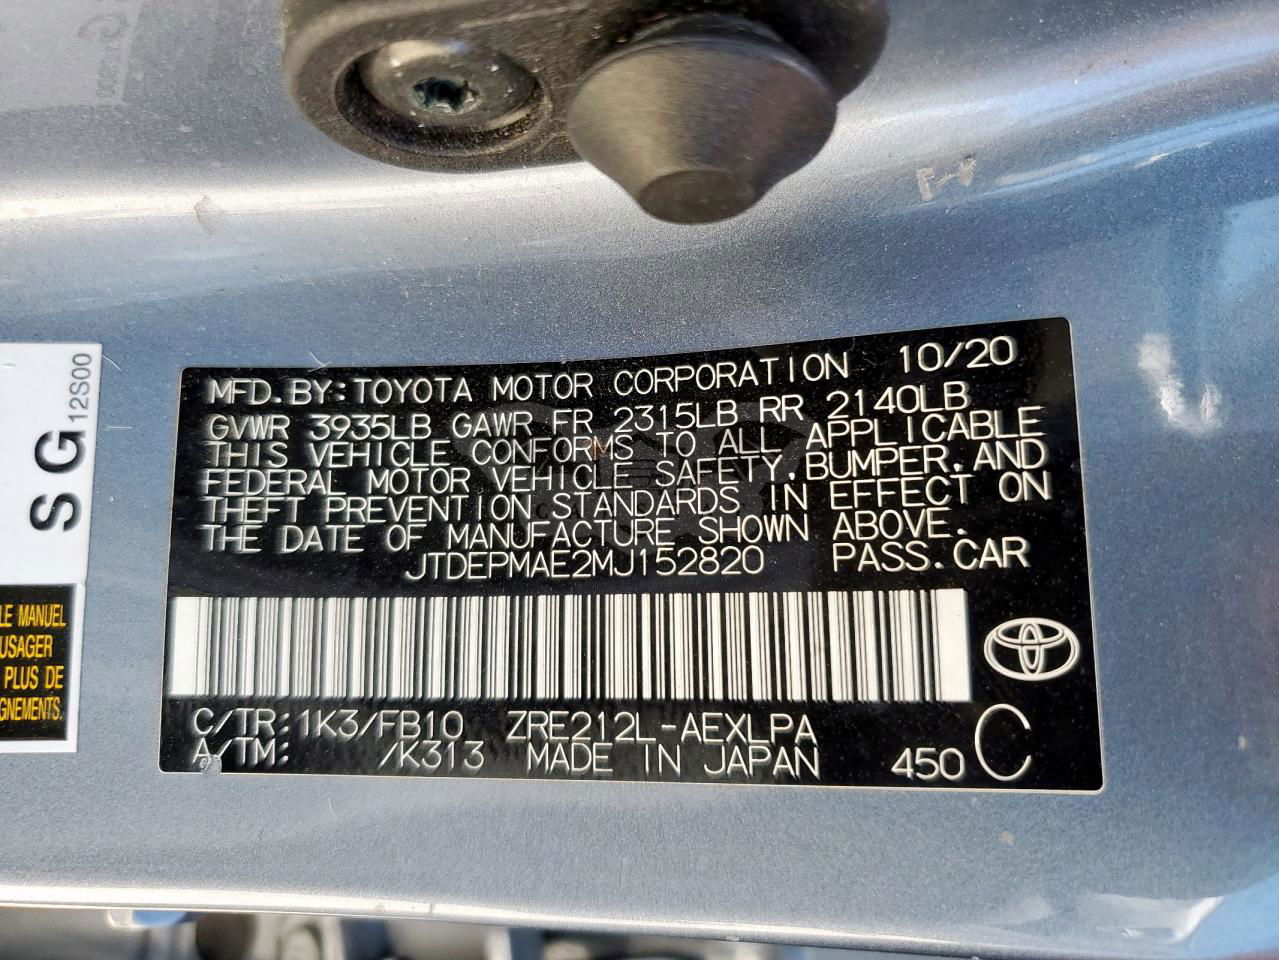 MFD.BY:TOYOTA MOTOR CORPORATION 10/20
GVWR 3935LB GAWR FR 2315LB RR 2140LB
THIS VEHICLE CONFORMS TO ALL APPLICABLE
FEDERAL MOTOR VEHICLE SAFETY,BUMPER,AND
THEFT PREVENTION STANDARDS IN EFFECT ON
THE DATE OF MANUFACTURE SHOWN ABOVE.
JTDEPMAE2MJ152820 PASS.CAR
C/TR:1K3/FB10 ZRE212L-AEXLPA
A/TM: /K313 MADE IN JAPAN 450 C
SG
12S00
LE MANUEL
USAGER
PLUS DE
GNEMENTS.